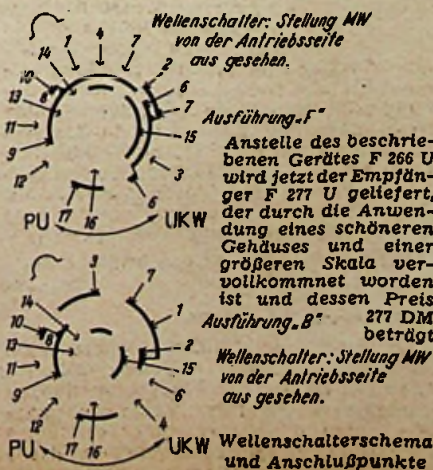 Wellenschalter: Stellung MW
von der Antriebsseite
aus gesehen.
4
1
7
14
2
10
8
6
13
7
11
15
9
3
12
6
17
16
PU
UKW
Ausführung „F"
Anstelle des beschrie-
benen Gerätes F 266 U
wird jetzt der Empfän-
ger F 277 U geliefert,
der durch die Anwen-
dung eines schöneren
Gehäuses und einer
größeren Skala ver-
vollkommnet worden
ist und dessen Preis
277 DM
beträgt
Ausführung „B"
Wellenschalter: Stellung MW
von der Antriebsseite
aus gesehen.
3
7
14
1
10
8
13
2
11
15
9
6
12
4
17
16
PU
UKW
Wellenschalterschema
und Anschlußpunkte